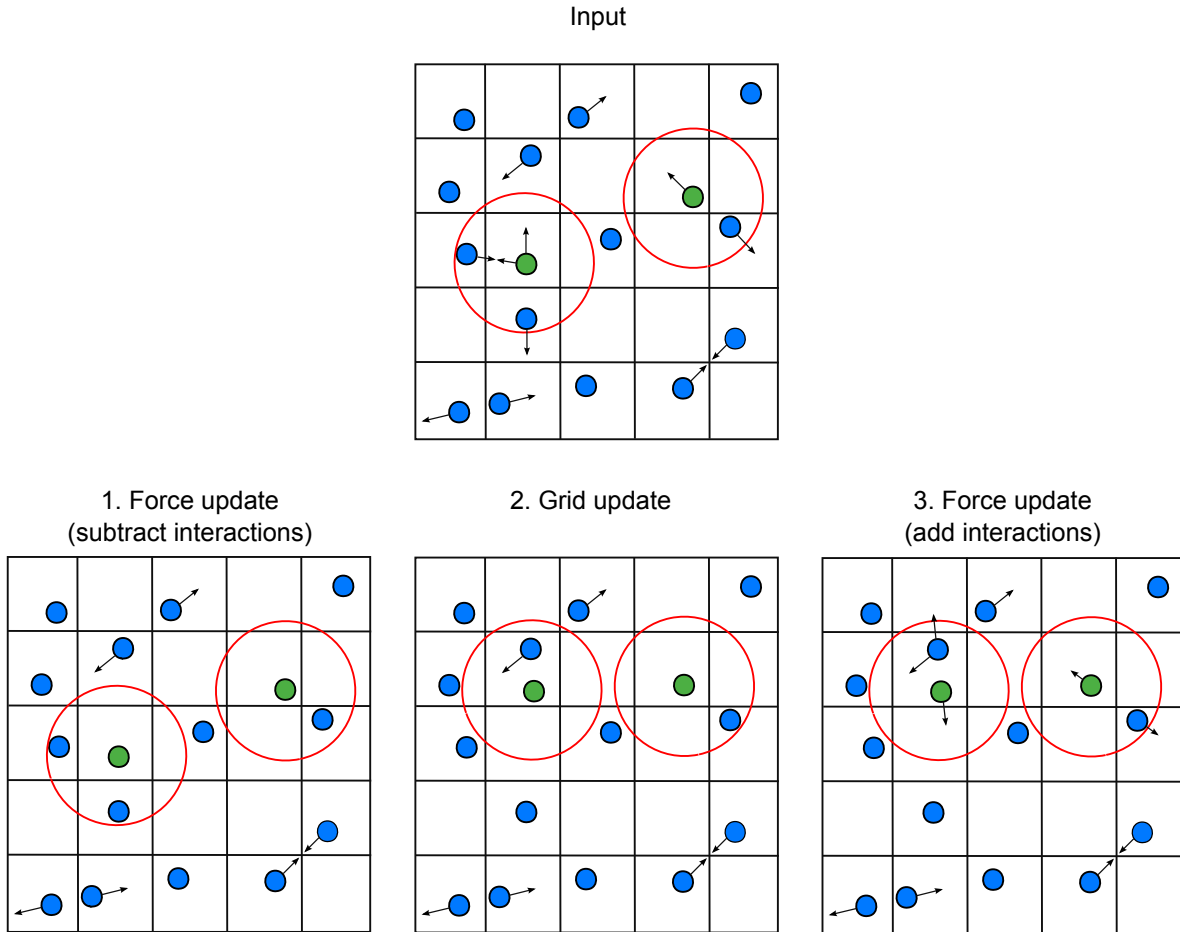 Input
1. Force update
(subtract interactions)
2. Grid update
3. Force update
(add interactions)